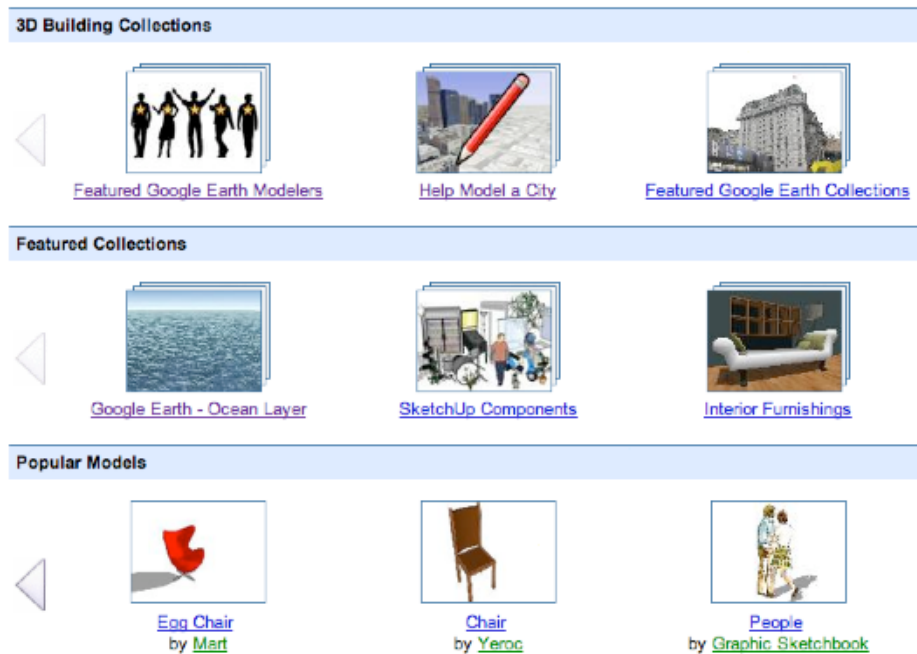 3D Building Collections
Featured Google Earth Modelers
Help Model a City
Featured Google Earth Collections
Featured Collections
Google Earth - Ocean Layer
SketchUp Components
Interior Furnishings
Popular Models
Egg Chair
by Mart
Chair
by Yeroc
People
by Graphic Sketchbook